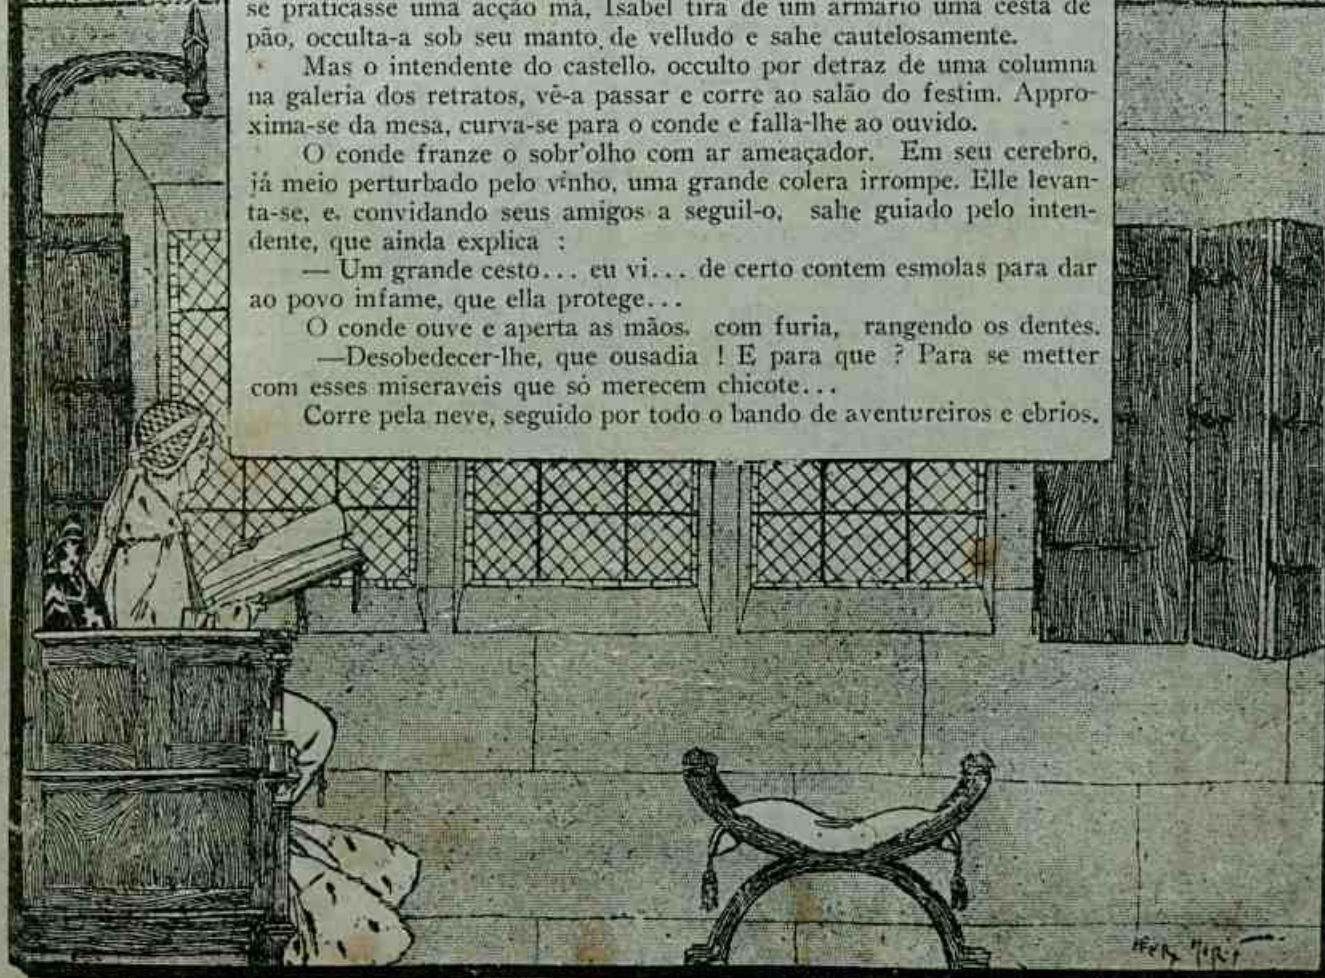 se praticasse uma acção má, Isabel tira de um armario uma cesta de
pão, occulta-a sob seu manto de velludo e sahe cautelosamente.
Mas o intendente do castello, occulto por detraz de uma columna
na galeria dos retratos, vê-a passar e corre ao salão do festim. Appro-
xima-se da mesa, curva-se para o conde e falla-lhe ao ouvido.
O conde franze o sobr'olho com ar ameaçador. Em seu cerebro,
já meio perturbado pelo vinho, uma grande colera irrompe. Elle levan-
ta-se, e, convidando seus amigos a seguil-o, sahe guiado pelo inten-
dente, que ainda explica :
— Um grande cesto... eu vi... de certo contem esmolas para dar
ao povo infame, que ella protege...
O conde ouve e aperta as mãos, com furia, rangendo os dentes.
—Desobedecer-lhe, que ousadia ! E para que ? Para se metter
com esses miseraveis que só merecem chicote...
Corre pela neve, seguido por todo o bando de aventureiros e ebrios.